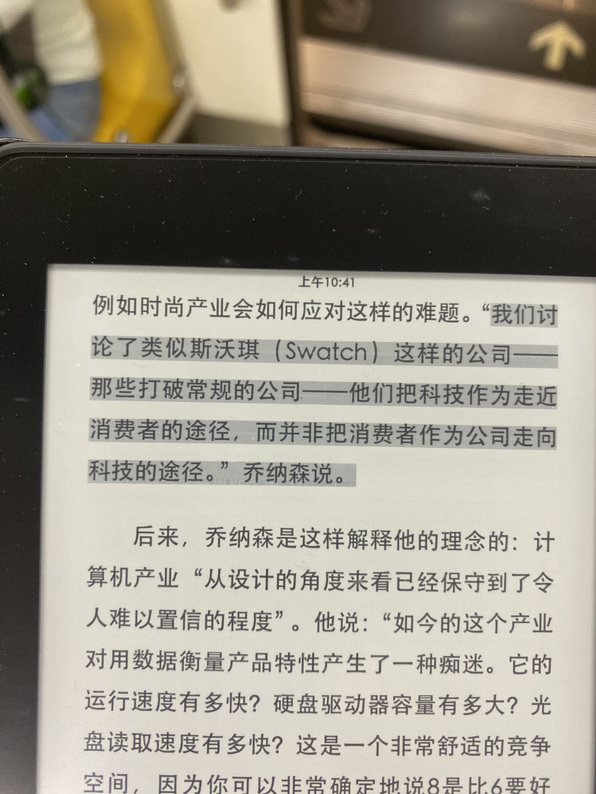 上午10:41
例如时尚产业会如何应对这样的难题。“我们讨
论了类似斯沃琪（Swatch）这样的公司——
那些打破常规的公司——他们把科技作为走近
消费者的途径，而并非把消费者作为公司走向
科技的途径。”乔纳森说。
后来，乔纳森是这样解释他的理念的：计
算机产业“从设计的角度来看已经保守到了令
人难以置信的程度”。他说：“如今的这个产业
对用数据衡量产品特性产生了一种痴迷。它的
运行速度有多快？硬盘驱动器容量有多大？光
盘读取速度有多快？这是一个非常舒适的竞争
空间，因为你可以非常确定地说8是比6要好